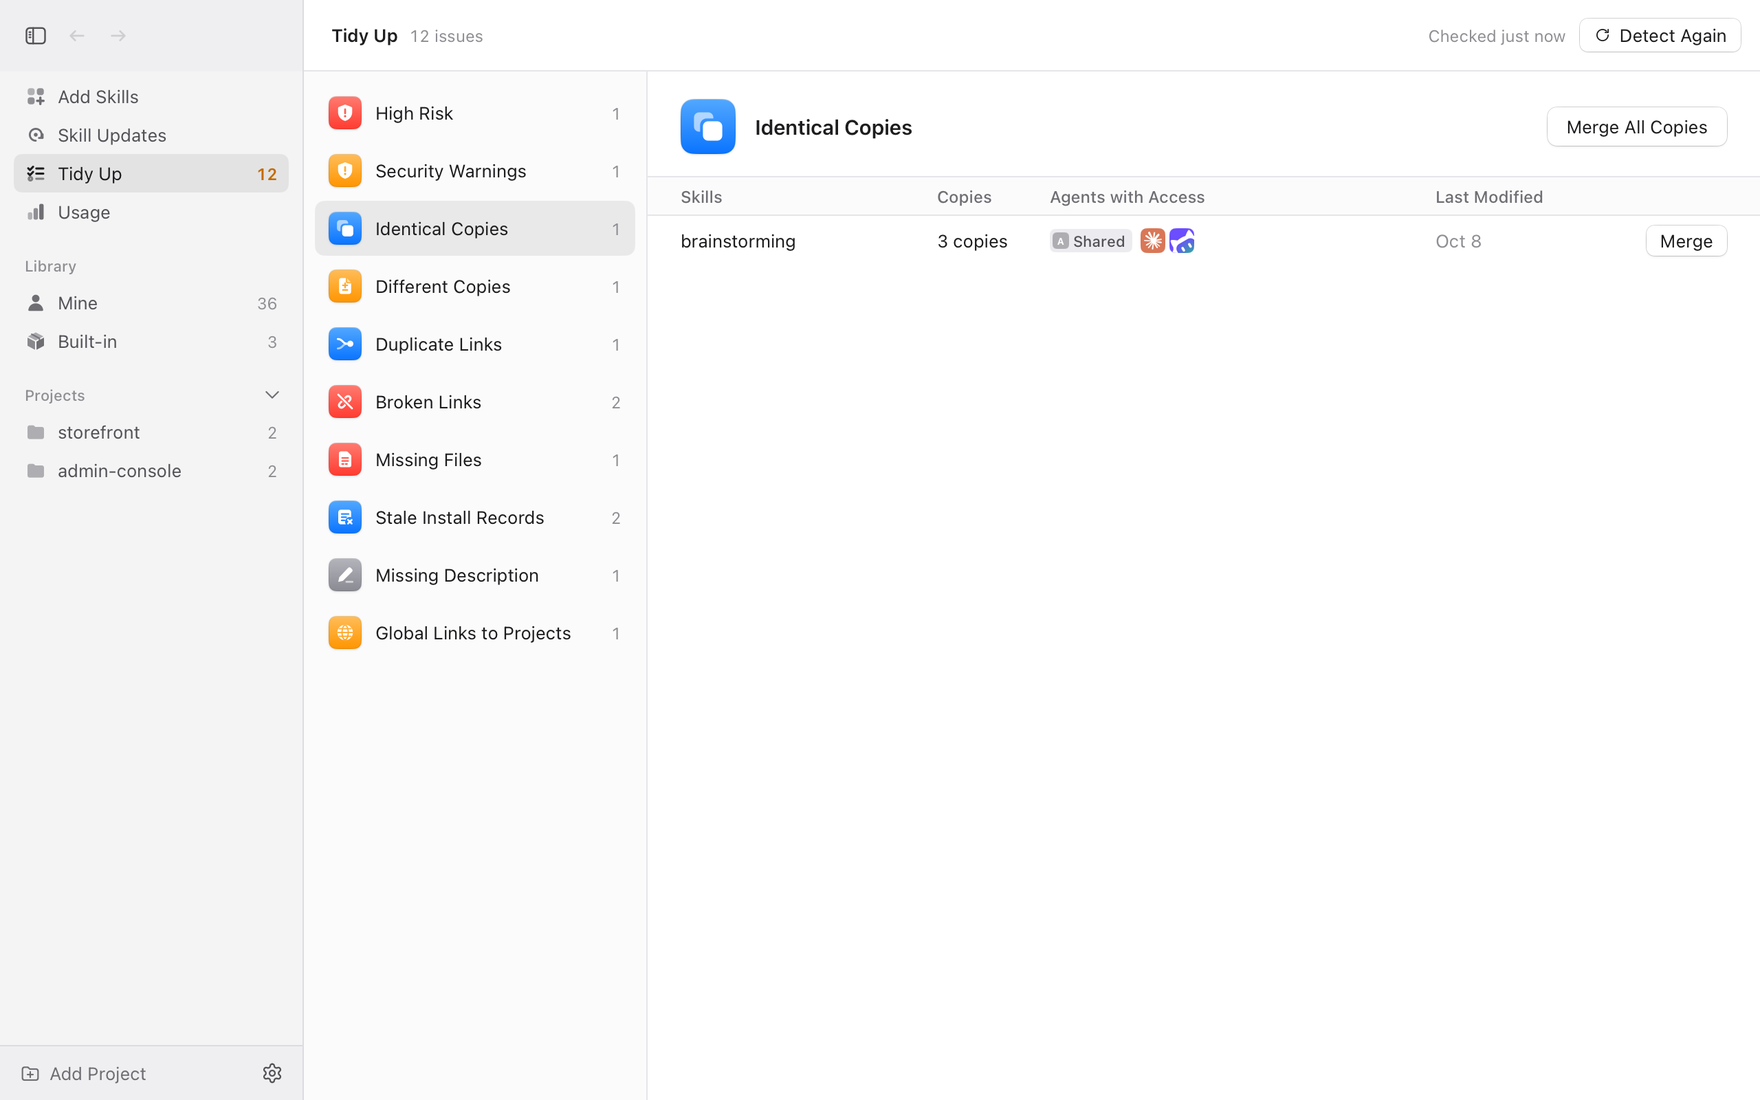 Tidy Up 12 issues
Checked just now
Detect Again
Add Skills
Skill Updates
Tidy Up 12
Usage
Library
Mine 36
Built-in 3
Projects
storefront 2
admin-console 2
Add Project
High Risk 1
Security Warnings 1
Identical Copies 1
Different Copies 1
Duplicate Links 1
Broken Links 2
Missing Files 1
Stale Install Records 2
Missing Description 1
Global Links to Projects 1
Identical Copies
Merge All Copies
Skills Copies Agents with Access Last Modified
brainstorming 3 copies A Shared Oct 8 Merge